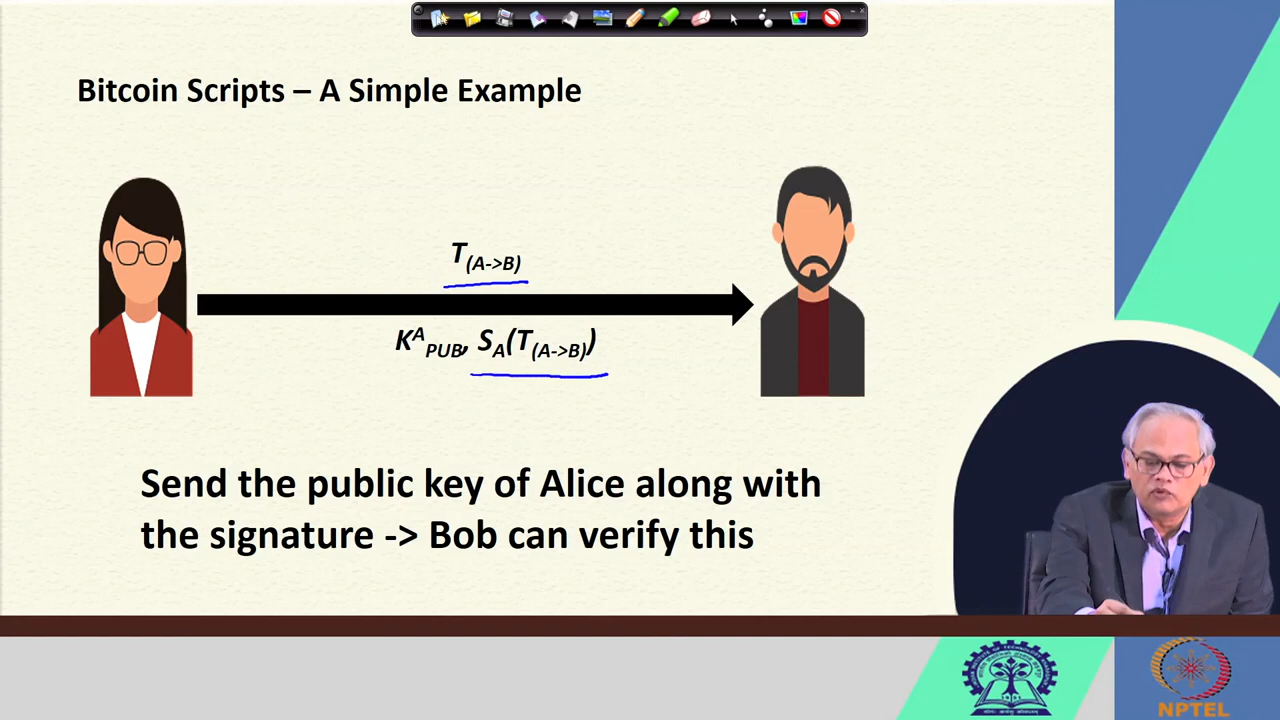 Bitcoin Scripts – A Simple Example
T(A->B)
KAPUB, SA(T(A->B))
Send the public key of Alice along with
the signature -> Bob can verify this
NPTEL